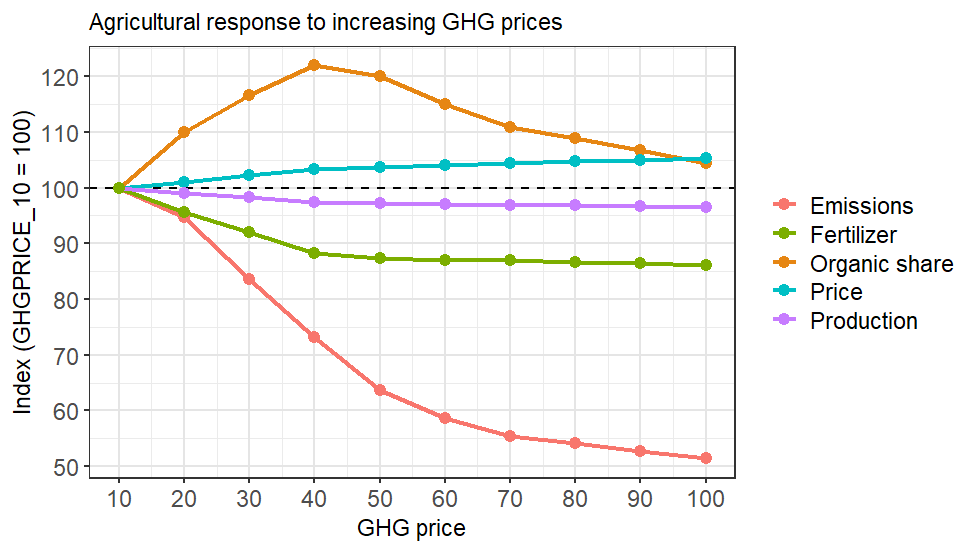 Agricultural response to increasing GHG prices
Index (GHGPRICE_10 = 100)
120
110
100
90
80
70
60
50
10 20 30 40 50 60 70 80 90 100
GHG price
Emissions
Fertilizer
Organic share
Price
Production